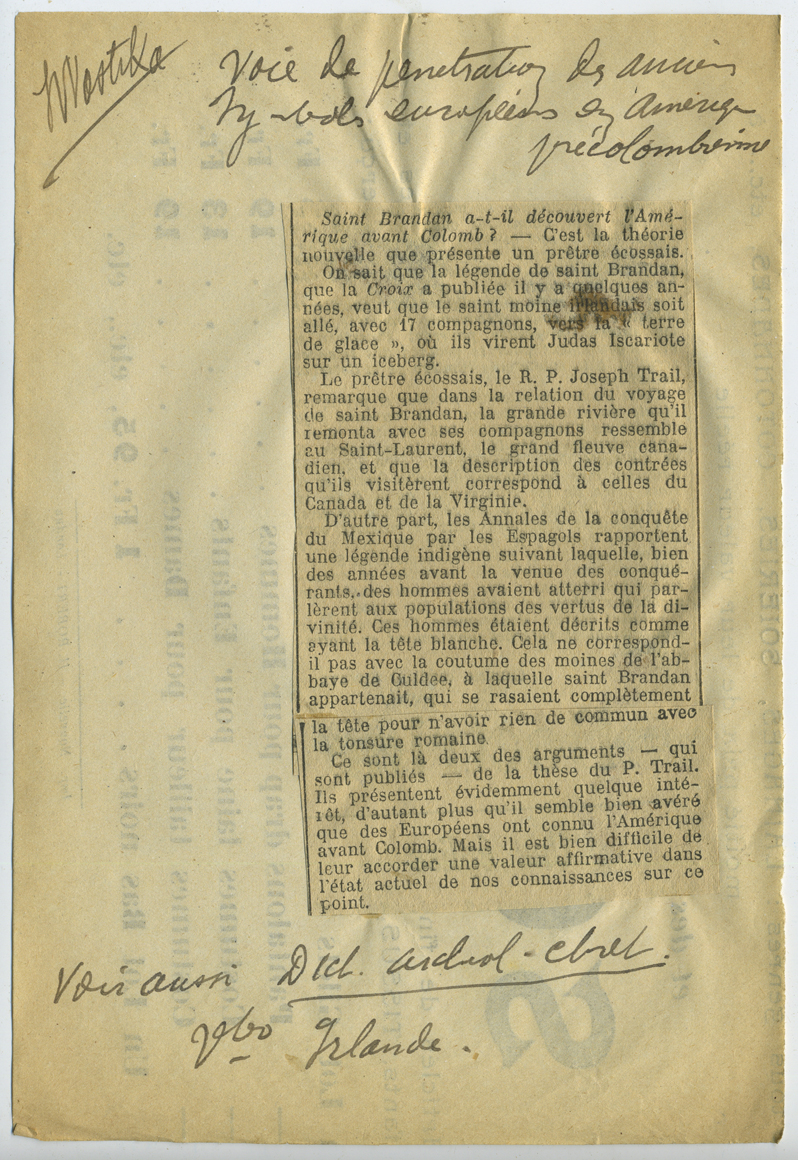 Swastika
Voie de penetration des anciens
symbols européens en Amérique
précolombienne
Saint Brandan a-t-il découvert l'Amé-
rique avant Colomb ? — C'est la théorie
nouvelle que présente un prêtre écossais.
On sait que la légende de saint Brandan,
que la Croix a publiée il y a quelques an-
nées, veut que le saint moine irlandais soit
allé, avec 17 compagnons, vers la « terre
de glace », où ils virent Judas Iscariote
sur un iceberg.
Le prêtre écossais, le R. P. Joseph Trail,
remarque que dans la relation du voyage
de saint Brandan, la grande rivière qu'il
remonta avec ses compagnons ressemble
au Saint-Laurent, le grand fleuve cana-
dien, et que la description des contrées
qu'ils visitèrent correspond à celles du
Canada et de la Virginie.
D'autre part, les Annales de la conquête
du Mexique par les Espagols rapportent
une légende indigène suivant laquelle, bien
des années avant la venue des conqué-
rants, des hommes avaient atterri qui par-
lèrent aux populations des vertus de la di-
vinité. Ces hommes étaient décrits comme
ayant la tête blanche. Cela ne correspond-
il pas avec la coutume des moines de l'ab-
baye de Culdee, à laquelle saint Brandan
appartenait, qui se rasaient complètement
la tête pour n'avoir rien de commun avec
la tonsure romaine.
Ce sont là deux des arguments — qui
sont publiés — de la thèse du P. Trail.
Ils présentent évidemment quelque inté-
rêt, d'autant plus qu'il semble bien avéré
que des Européens ont connu l'Amérique
avant Colomb. Mais il est bien difficile de
leur accorder une valeur affirmative dans
l'état actuel de nos connaissances sur ce
point.
Voir aussi Dict. archeol-chret.
Vbo Irlande.